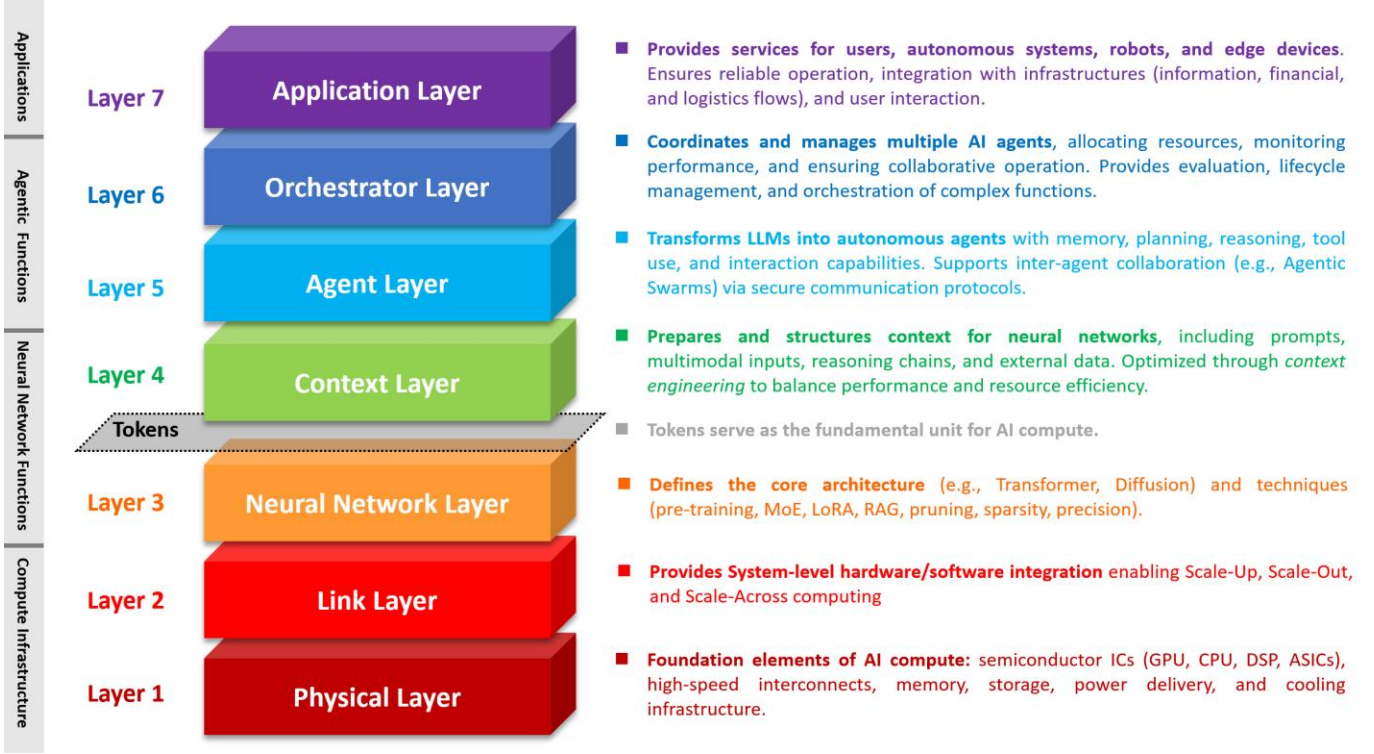 Applications
Layer 7
Application Layer
■ Provides services for users, autonomous systems, robots, and edge devices.
Ensures reliable operation, integration with infrastructures (information, financial,
and logistics flows), and user interaction.
Agentic Functions
Layer 6
Orchestrator Layer
■ Coordinates and manages multiple AI agents, allocating resources, monitoring
performance, and ensuring collaborative operation. Provides evaluation, lifecycle
management, and orchestration of complex functions.
Layer 5
Agent Layer
■ Transforms LLMs into autonomous agents with memory, planning, reasoning, tool
use, and interaction capabilities. Supports inter-agent collaboration (e.g., Agentic
Swarms) via secure communication protocols.
Neural Network Functions
Layer 4
Context Layer
■ Prepares and structures context for neural networks, including prompts,
multimodal inputs, reasoning chains, and external data. Optimized through context
engineering to balance performance and resource efficiency.
Tokens
■ Tokens serve as the fundamental unit for AI compute.
Layer 3
Neural Network Layer
■ Defines the core architecture (e.g., Transformer, Diffusion) and techniques
(pre-training, MoE, LoRA, RAG, pruning, sparsity, precision).
Compute Infrastructure
Layer 2
Link Layer
■ Provides System-level hardware/software integration enabling Scale-Up, Scale-Out,
and Scale-Across computing
Layer 1
Physical Layer
■ Foundation elements of AI compute: semiconductor ICs (GPU, CPU, DSP, ASICs),
high-speed interconnects, memory, storage, power delivery, and cooling
infrastructure.